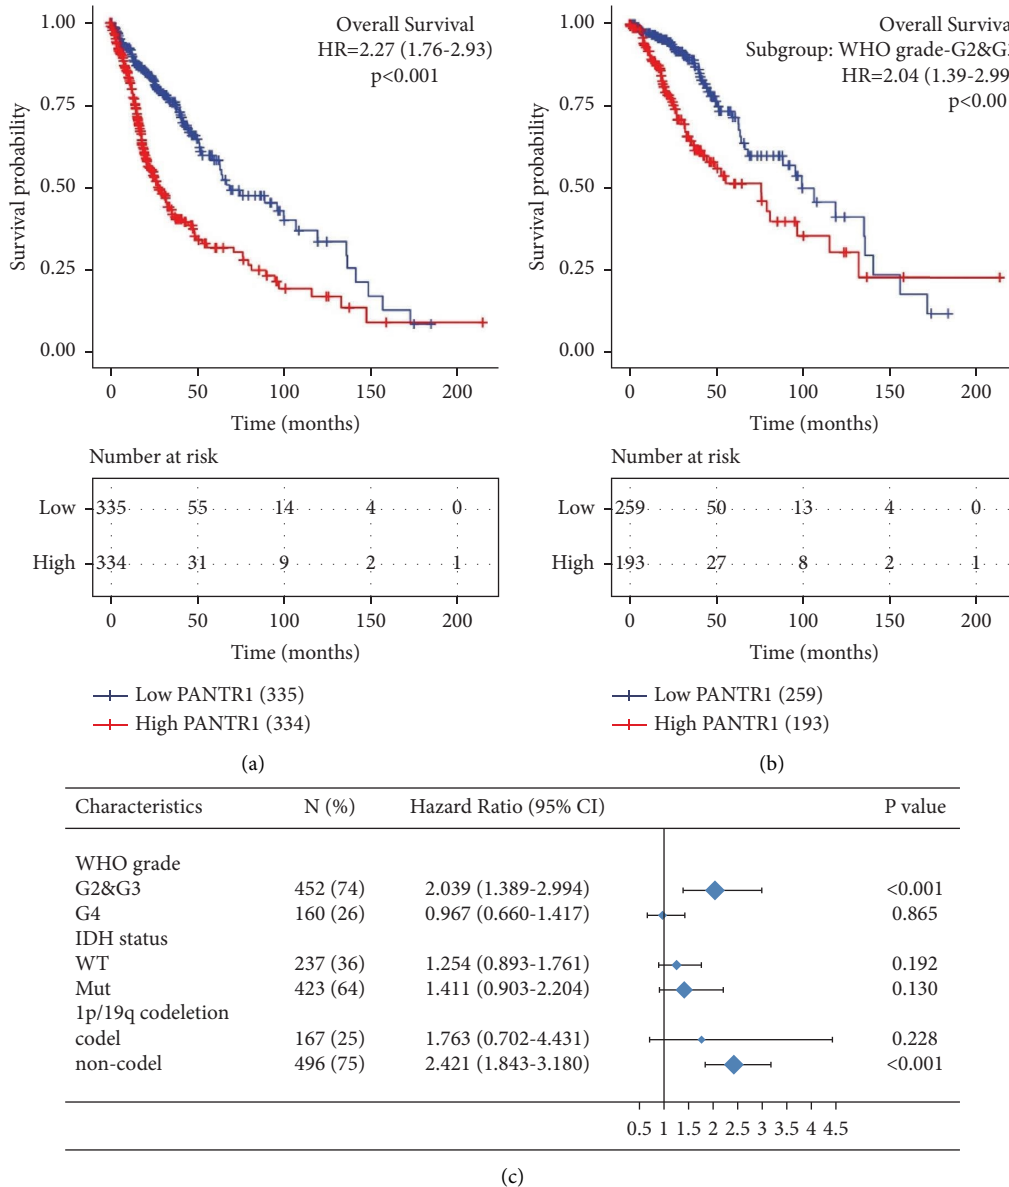 Overall Survival
HR=2.27 (1.76-2.93)
p<0.001
1.00
0.75
0.50
0.25
0.00
Survival probability
0 50 100 150 200
Time (months)
Number at risk
Low 335 55 14 4 0
High 334 31 9 2 1
0 50 100 150 200
Time (months)
Low PANTR1 (335)
High PANTR1 (334)
(a)
Overall Surviva
Subgroup: WHO grade-G2&G3
HR=2.04 (1.39-2.99
p<0.00
1.00
0.75
0.50
0.25
0.00
Survival probability
0 50 100 150 200
Time (months)
Number at risk
Low 259 50 13 4 0
High 193 27 8 2 1
0 50 100 150 200
Time (months)
Low PANTR1 (259)
High PANTR1 (193)
(b)
Characteristics N (%) Hazard Ratio (95% CI) P value
WHO grade
G2&G3 452 (74) 2.039 (1.389-2.994) <0.001
G4 160 (26) 0.967 (0.660-1.417) 0.865
IDH status
WT 237 (36) 1.254 (0.893-1.761) 0.192
Mut 423 (64) 1.411 (0.903-2.204) 0.130
1p/19q codeletion
codel 167 (25) 1.763 (0.702-4.431) 0.228
non-codel 496 (75) 2.421 (1.843-3.180) <0.001
0.5 1 1.5 2 2.5 3 3.5 4 4.5
(c)